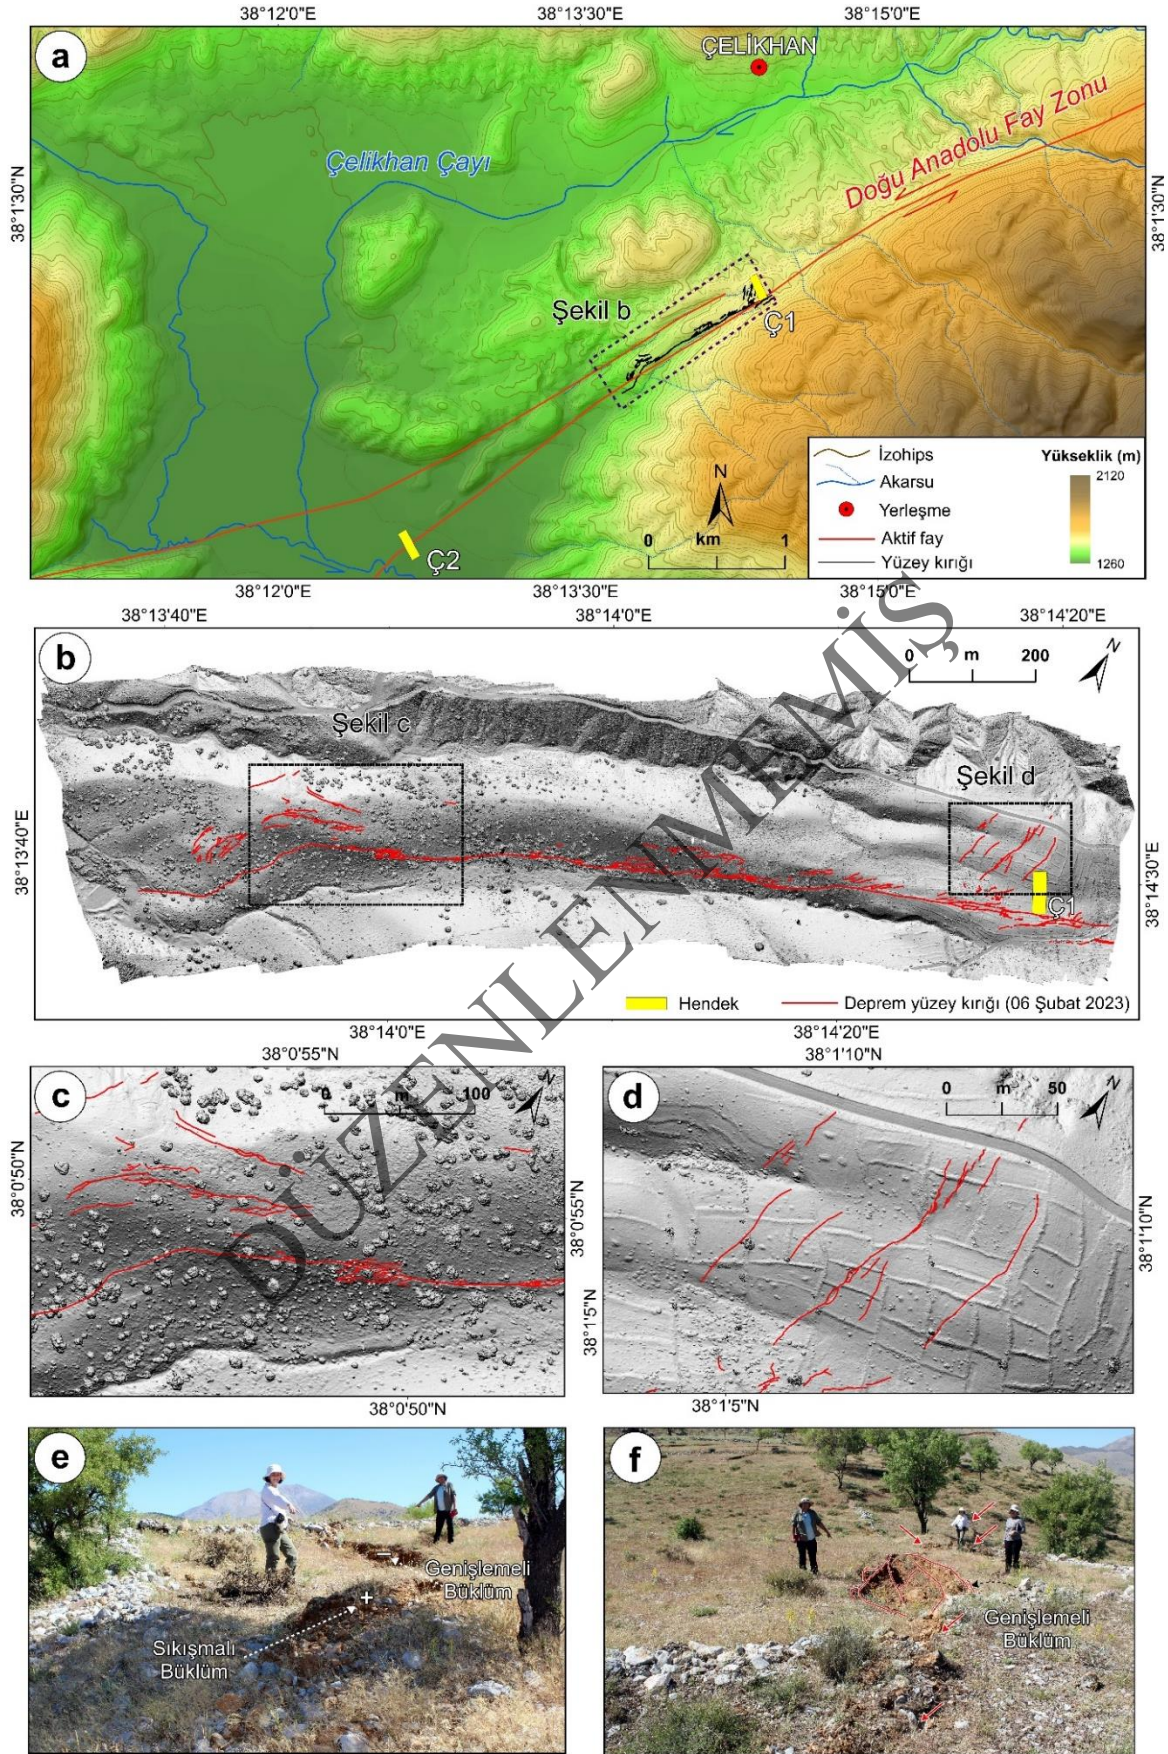 38°12'0"E
38°13'30"E
38°15'0"E
a
ÇELİKHAN
Doğu Anadolu Fay Zonu
Çelikhan Çayı
38°1'30"N
38°1'30"N
Şekil b
Ç1
Ç2
N
0 km 1
İzohips
Akarsu
Yerleşme
Aktif fay
Yüzey kırığı
Yükseklik (m)
2120
1260
38°12'0"E
38°13'30"E
38°15'0"E
38°13'40"E
38°14'0"E
38°14'20"E
b
0 m 200
N
Şekil c
Şekil d
38°13'40"E
38°14'30"E
Ç1
Hendek
Deprem yüzey kırığı (06 Şubat 2023)
38°14'0"E
38°14'20"E
38°0'55"N
38°1'10"N
c
0 m 100
N
38°0'50"N
38°0'55"N
38°0'50"N
d
0 m 50
N
38°1'5"N
38°1'10"N
38°1'5"N
e
Genişlemeli
Büklüm
Sıkışmalı
Büklüm
+
−
f
Genişlemeli
Büklüm
DÜZENLENMEMİŞ